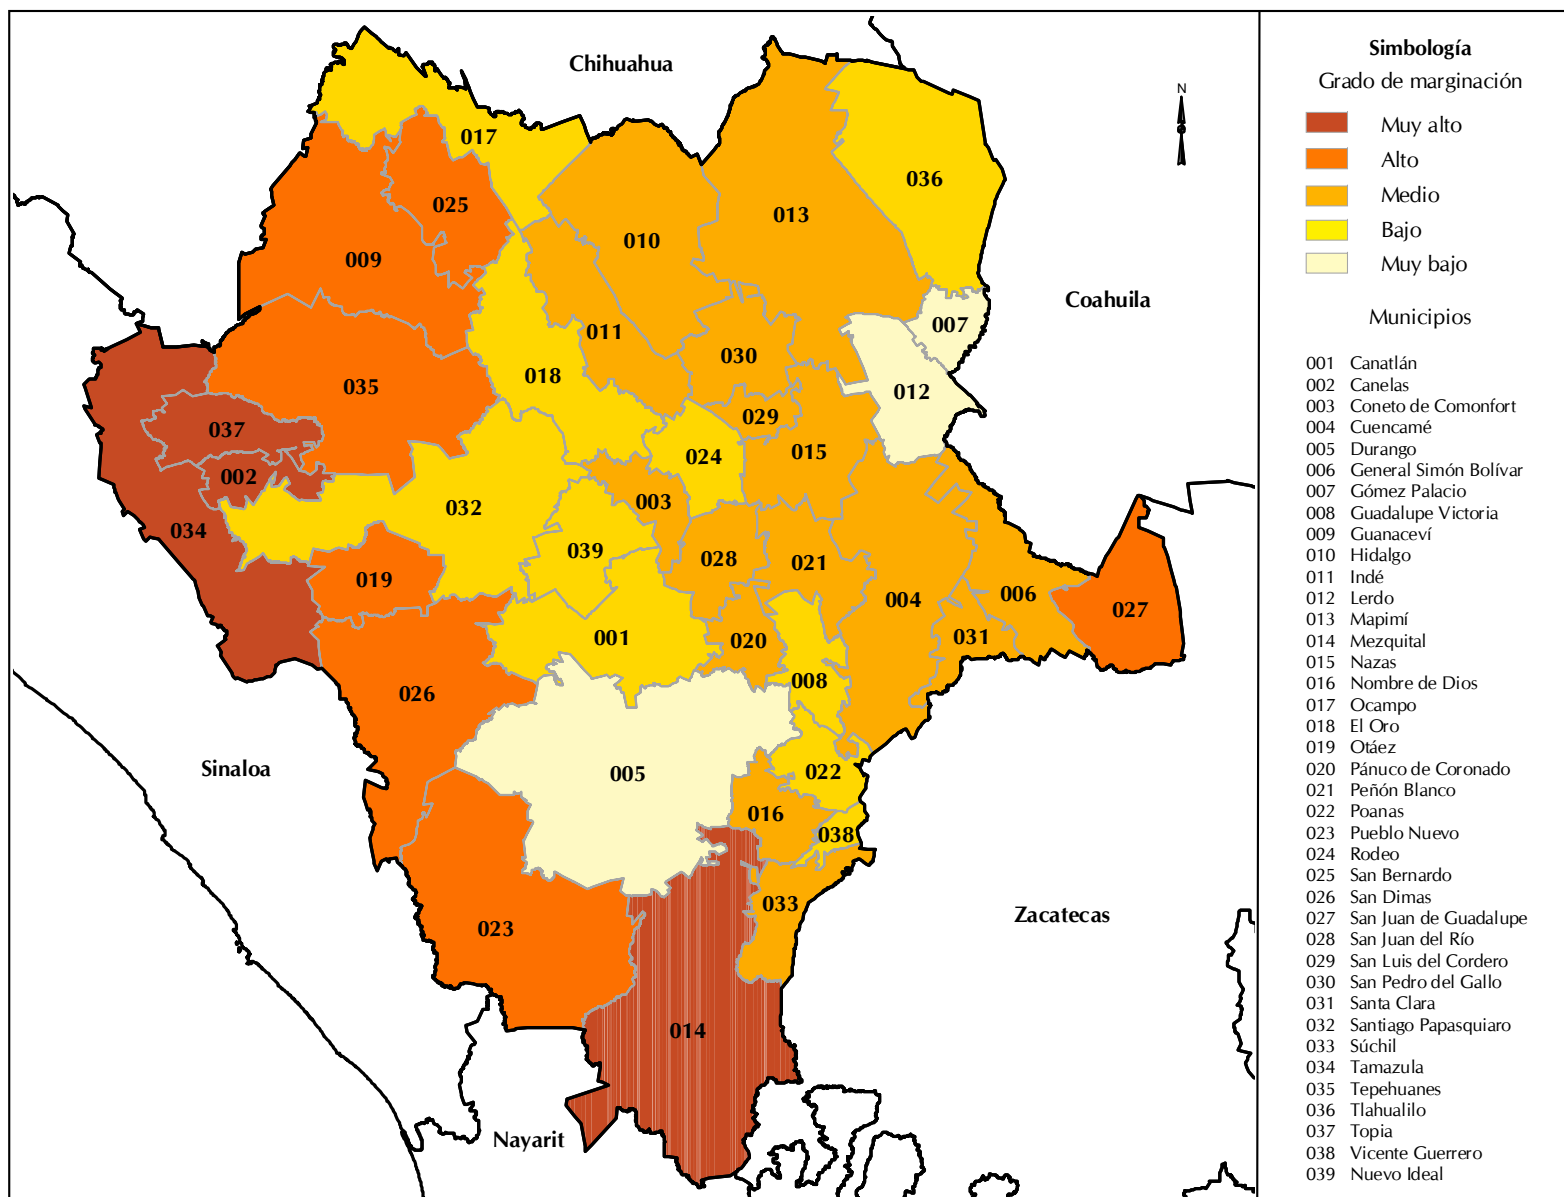 Chihuahua
Coahuila
Sinaloa
Zacatecas
Nayarit
N
017
036
025
013
010
009
007
011
030
018
035
012
029
037
024
015
002
003
032
034
039
028
021
019
004
006
027
001
020
031
008
026
005
022
016
038
033
023
014
Simbología
Grado de marginación
Muy alto
Alto
Medio
Bajo
Muy bajo
Municipios
001 Canatlán
002 Canelas
003 Coneto de Comonfort
004 Cuencamé
005 Durango
006 General Simón Bolívar
007 Gómez Palacio
008 Guadalupe Victoria
009 Guanaceví
010 Hidalgo
011 Indé
012 Lerdo
013 Mapimí
014 Mezquital
015 Nazas
016 Nombre de Dios
017 Ocampo
018 El Oro
019 Otáez
020 Pánuco de Coronado
021 Peñón Blanco
022 Poanas
023 Pueblo Nuevo
024 Rodeo
025 San Bernardo
026 San Dimas
027 San Juan de Guadalupe
028 San Juan del Río
029 San Luis del Cordero
030 San Pedro del Gallo
031 Santa Clara
032 Santiago Papasquiaro
033 Súchil
034 Tamazula
035 Tepehuanes
036 Tlahualilo
037 Topia
038 Vicente Guerrero
039 Nuevo Ideal